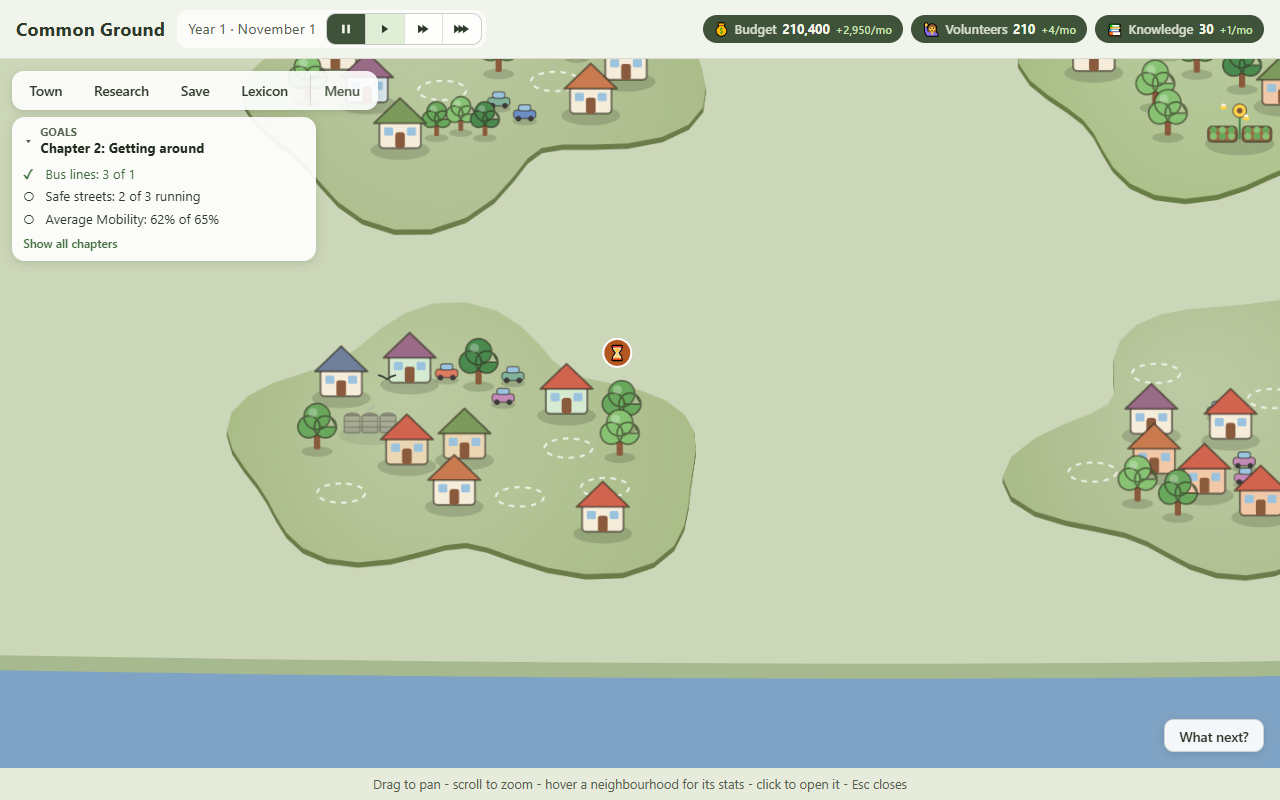 Common Ground
Year 1 · November 1
Budget 210,400 +2,950/mo
Volunteers 210 +4/mo
Knowledge 30 +1/mo
Town
Research
Save
Lexicon
Menu
GOALS
Chapter 2: Getting around
✓ Bus lines: 3 of 1
Safe streets: 2 of 3 running
Average Mobility: 62% of 65%
Show all chapters
What next?
Drag to pan - scroll to zoom - hover a neighbourhood for its stats - click to open it - Esc closes